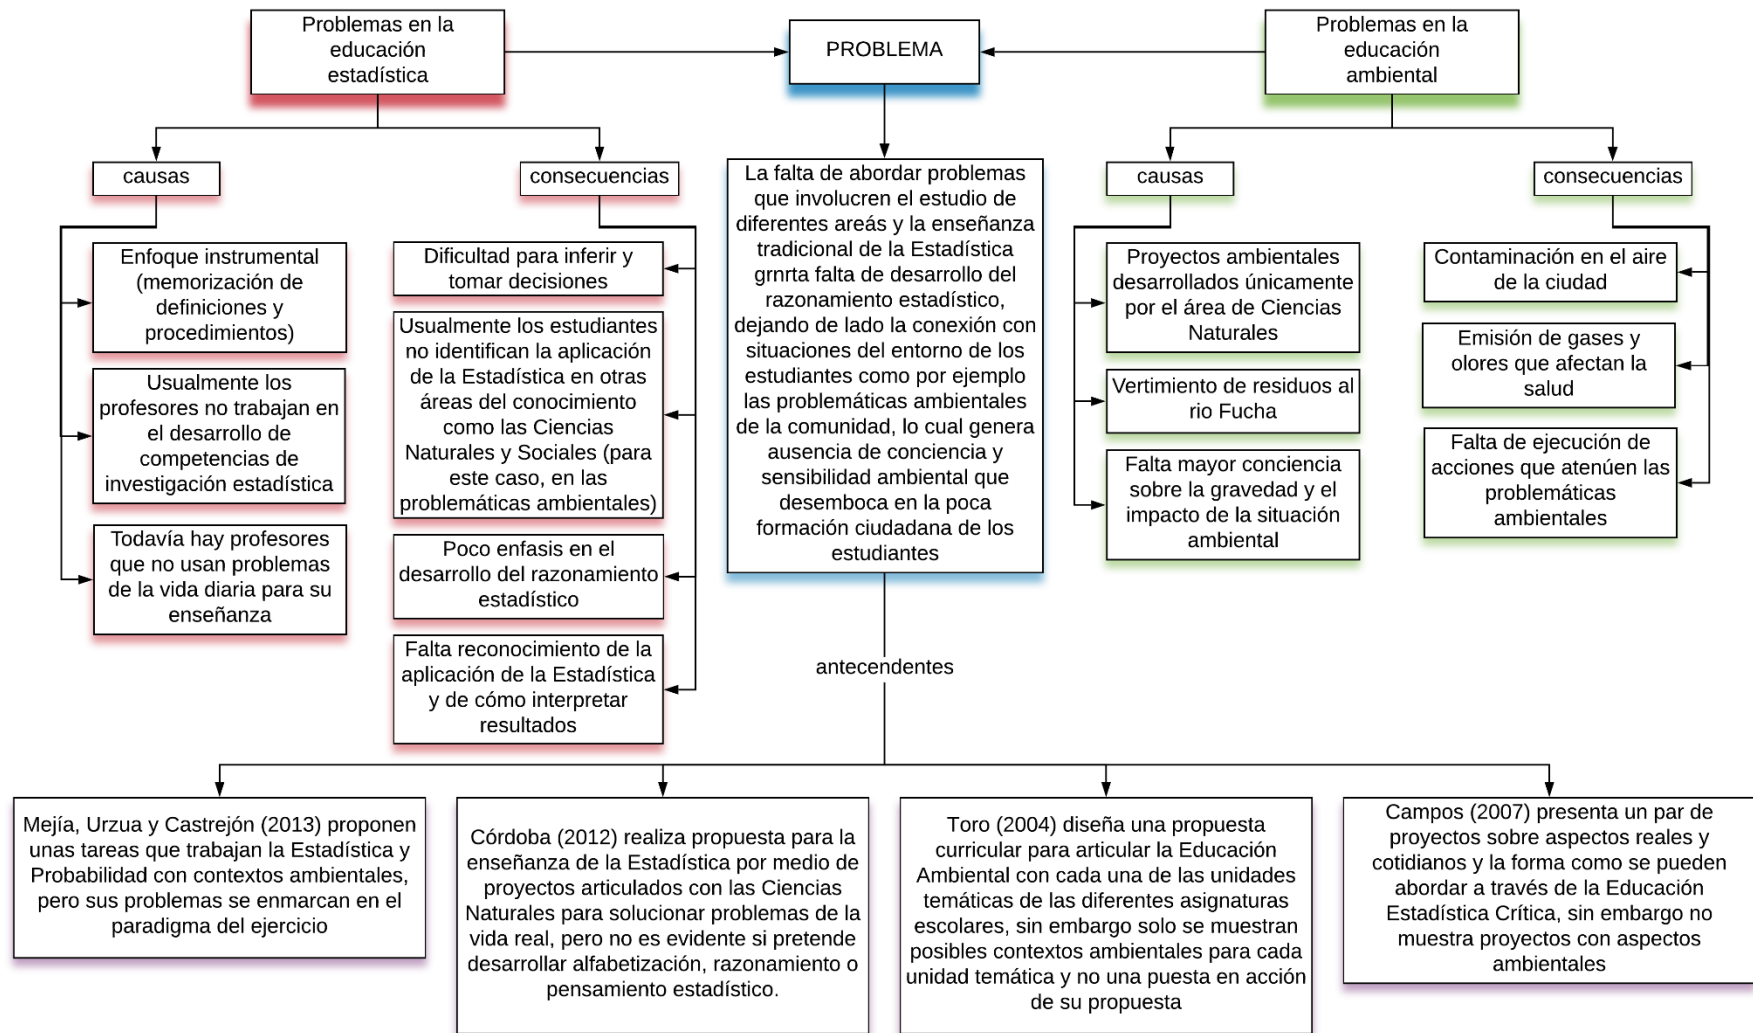 Problemas en la
educación
estadística
PROBLEMA
Problemas en la
educación
ambiental
causas
consecuencias
Enfoque instrumental
(memorización de
definiciones y
procedimientos)
Usualmente los
profesores no trabajan en
el desarrollo de
competencias de
investigación estadística
Todavía hay profesores
que no usan problemas
de la vida diaria para su
enseñanza
Dificultad para inferir y
tomar decisiones
Usualmente los estudiantes
no identifican la aplicación
de la Estadística en otras
áreas del conocimiento
como las Ciencias
Naturales y Sociales (para
este caso, en las
problemáticas ambientales)
Poco enfasis en el
desarrollo del razonamiento
estadístico
Falta reconocimiento de la
aplicación de la Estadística
y de cómo interpretar
resultados
La falta de abordar problemas
que involucren el estudio de
diferentes areás y la enseñanza
tradicional de la Estadística
grnrta falta de desarrollo del
razonamiento estadístico,
dejando de lado la conexión con
situaciones del entorno de los
estudiantes como por ejemplo
las problemáticas ambientales
de la comunidad, lo cual genera
ausencia de conciencia y
sensibilidad ambiental que
desemboca en la poca
formación ciudadana de los
estudiantes
causas
consecuencias
Proyectos ambientales
desarrollados únicamente
por el área de Ciencias
Naturales
Vertimiento de residuos al
rio Fucha
Falta mayor conciencia
sobre la gravedad y el
impacto de la situación
ambiental
Contaminación en el aire
de la ciudad
Emisión de gases y
olores que afectan la
salud
Falta de ejecución de
acciones que atenúen las
problemáticas
ambientales
antecendentes
Mejía, Urzua y Castrejón (2013) proponen
unas tareas que trabajan la Estadística y
Probabilidad con contextos ambientales,
pero sus problemas se enmarcan en el
paradigma del ejercicio
Córdoba (2012) realiza propuesta para la
enseñanza de la Estadística por medio de
proyectos articulados con las Ciencias
Naturales para solucionar problemas de la
vida real, pero no es evidente si pretende
desarrollar alfabetización, razonamiento o
pensamiento estadístico.
Toro (2004) diseña una propuesta
curricular para articular la Educación
Ambiental con cada una de las unidades
temáticas de las diferentes asignaturas
escolares, sin embargo solo se muestran
posibles contextos ambientales para cada
unidad temática y no una puesta en acción
de su propuesta
Campos (2007) presenta un par de
proyectos sobre aspectos reales y
cotidianos y la forma como se pueden
abordar a través de la Educación
Estadística Crítica, sin embargo no
muestra proyectos con aspectos
ambientales